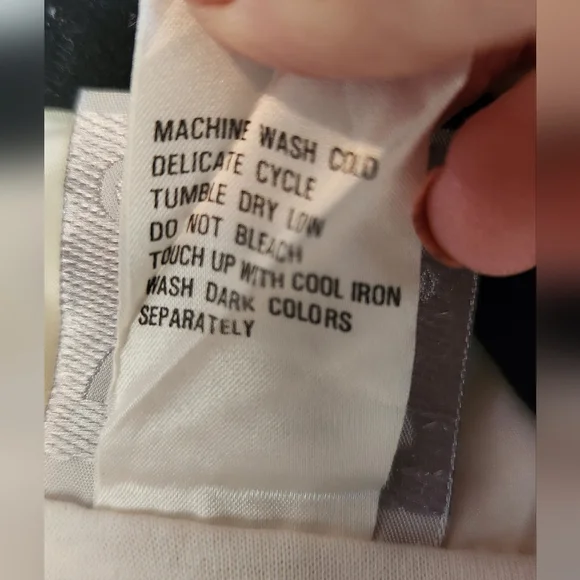 MACHINE WASH COLD
DELICATE CYCLE
TUMBLE DRY LOW
DO NOT BLEACH
TOUCH UP WITH COOL IRON
WASH DARK COLORS
SEPARATELY